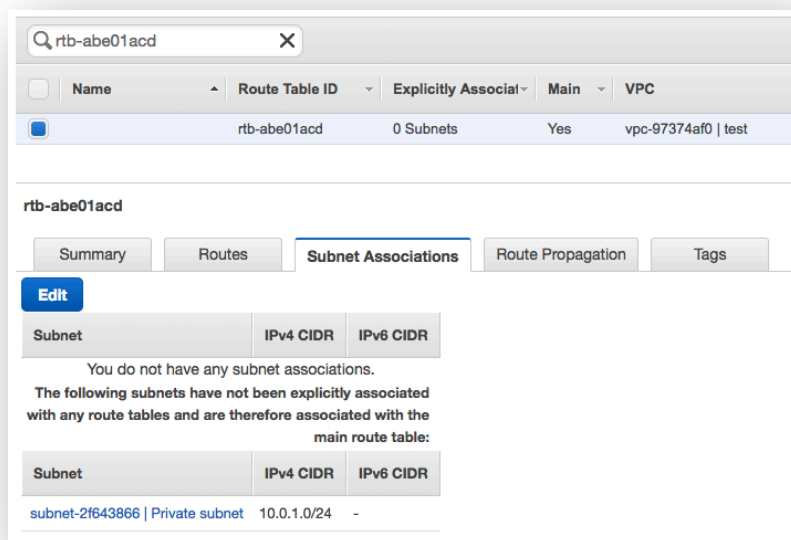 rtb-abe01acd
Name Route Table ID Explicitly Associat Main VPC
rtb-abe01acd 0 Subnets Yes vpc-97374af0 | test
rtb-abe01acd
Summary Routes Subnet Associations Route Propagation Tags
Edit
Subnet IPv4 CIDR IPv6 CIDR
You do not have any subnet associations.
The following subnets have not been explicitly associated
with any route tables and are therefore associated with the
main route table:
Subnet IPv4 CIDR IPv6 CIDR
subnet-2f643866 | Private subnet 10.0.1.0/24 -